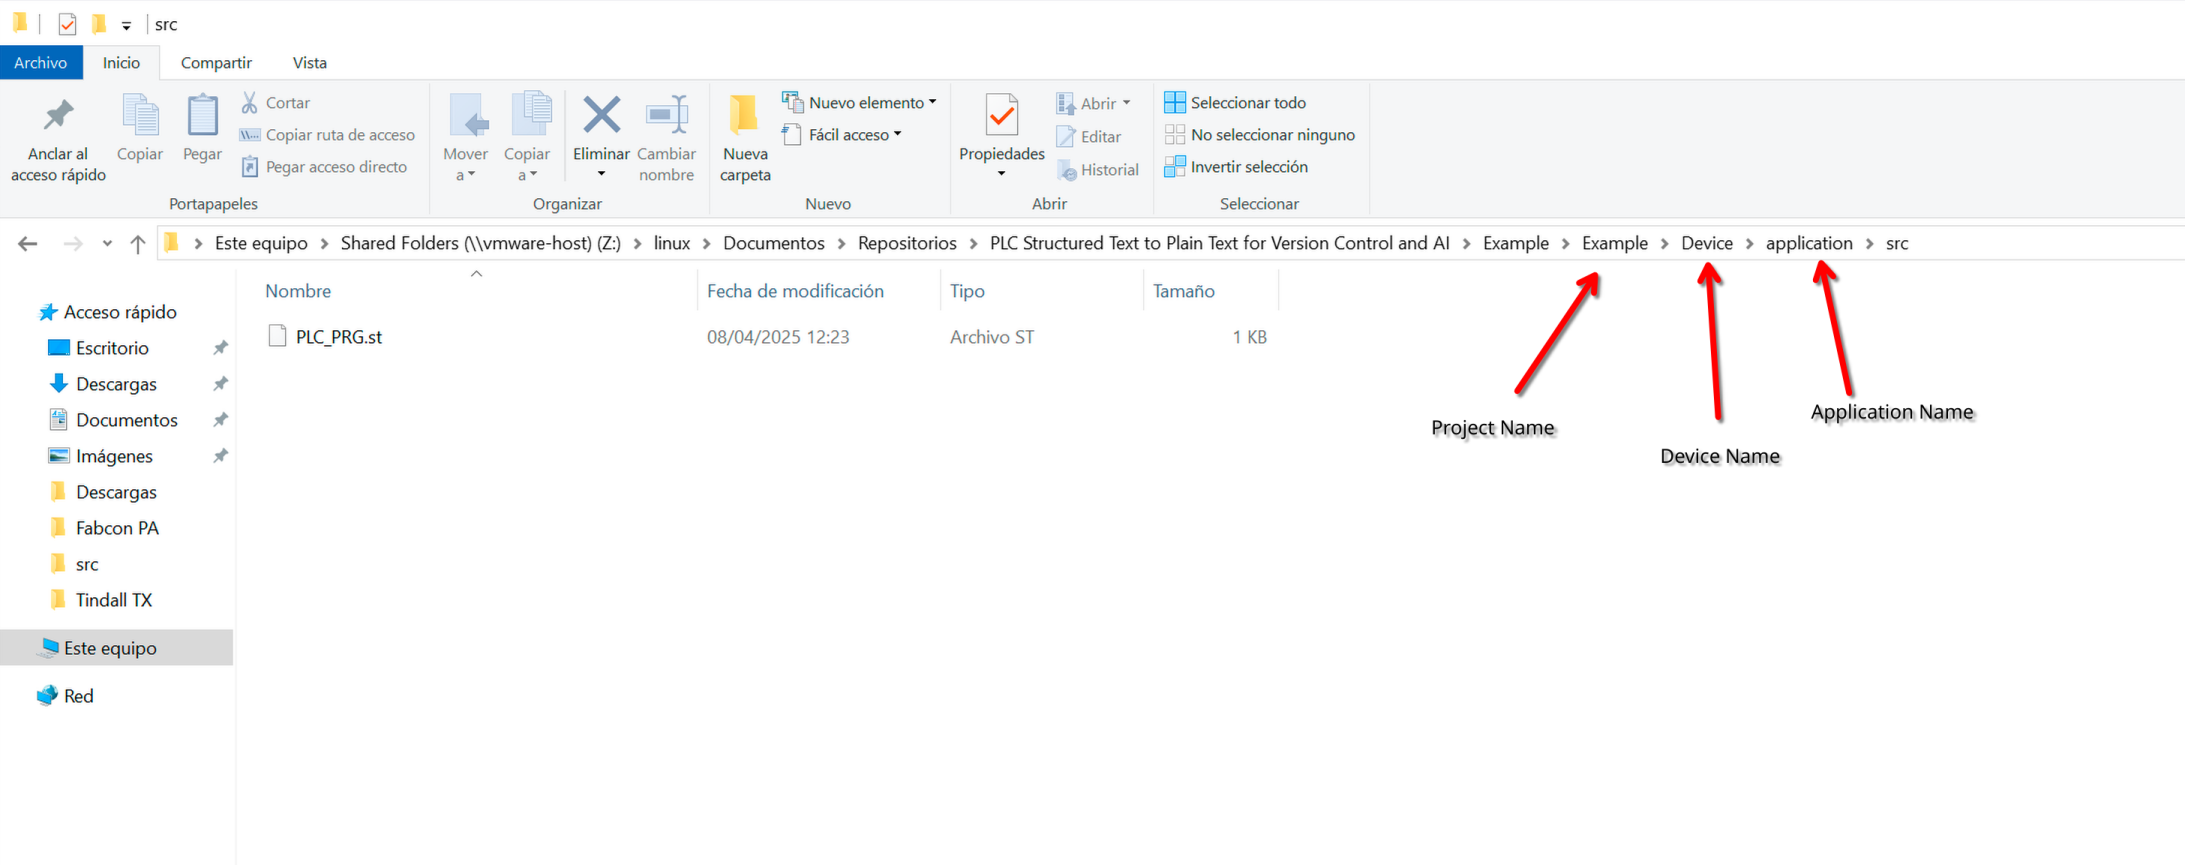 src
Archivo Inicio Compartir Vista
Anclar al acceso rápido
Copiar
Pegar
Cortar
Copiar ruta de acceso
Pegar acceso directo
Portapapeles
Mover a
Copiar a
Eliminar
Cambiar nombre
Organizar
Nueva carpeta
Nuevo elemento
Fácil acceso
Nuevo
Propiedades
Abrir
Editar
Historial
Abrir
Seleccionar todo
No seleccionar ninguno
Invertir selección
Seleccionar
Este equipo > Shared Folders (\\vmware-host) (Z:) > linux > Documentos > Repositorios > PLC Structured Text to Plain Text for Version Control and AI > Example > Example > Device > application > src
Nombre Fecha de modificación Tipo Tamaño
PLC_PRG.st 08/04/2025 12:23 Archivo ST 1 KB
Acceso rápido
Escritorio
Descargas
Documentos
Imágenes
Descargas
Fabcon PA
src
Tindall TX
Este equipo
Red
Project Name
Device Name
Application Name